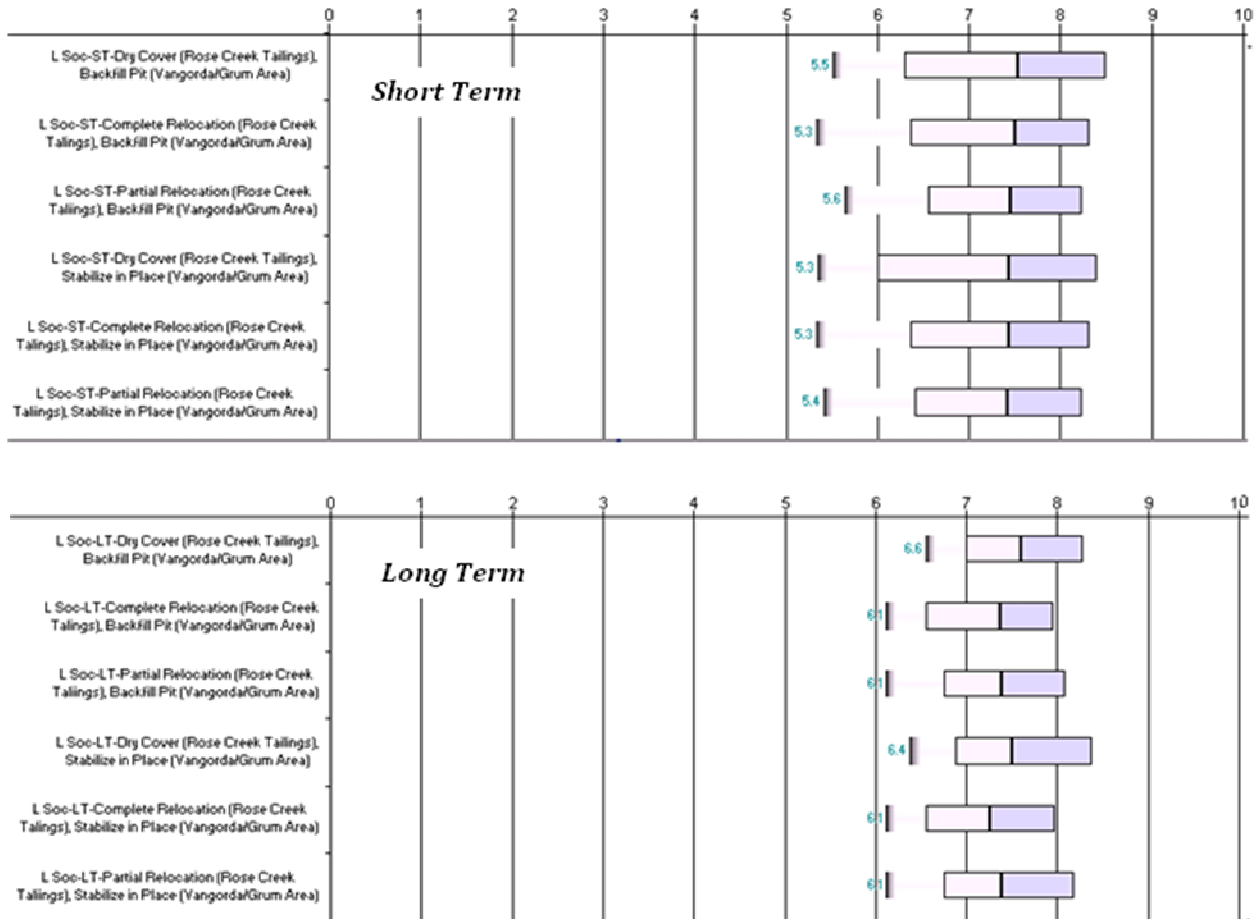 0 1 2 3 4 5 6 7 8 9 10
L Soc-ST-Dry Cover (Rose Creek Tailings),
Backfill Pit (Vangorda/Grum Area)
5.5
Short Term
L Soc-ST-Complete Relocation (Rose Creek
Talings), Backfill Pit (Vangorda/Grum Area)
5.3
L Soc-ST-Partial Relocation (Rose Creek
Taliings), Backfill Pit (Vangorda/Grum Area)
5.6
L Soc-ST-Dry Cover (Rose Creek Tailings),
Stabilize in Place (Vangorda/Grum Area)
5.3
L Soc-ST-Complete Relocation (Rose Creek
Talings), Stabilize in Place (Vangorda/Grum Area)
5.3
L Soc-ST-Partial Relocation (Rose Creek
Taliings), Stabilize in Place (Vangorda/Grum Area)
5.4
0 1 2 3 4 5 6 7 8 9 10
L Soc-LT-Dry Cover (Rose Creek Tailings),
Backfill Pit (Vangorda/Grum Area)
6.6
Long Term
L Soc-LT-Complete Relocation (Rose Creek
Talings), Backfill Pit (Vangorda/Grum Area)
6.1
L Soc-LT-Partial Relocation (Rose Creek
Taliings), Backfill Pit (Vangorda/Grum Area)
6.1
L Soc-LT-Dry Cover (Rose Creek Tailings),
Stabilize in Place (Vangorda/Grum Area)
6.4
L Soc-LT-Complete Relocation (Rose Creek
Talings), Stabilize in Place (Vangorda/Grum Area)
6.1
L Soc-LT-Partial Relocation (Rose Creek
Taliings), Stabilize in Place (Vangorda/Grum Area)
6.1